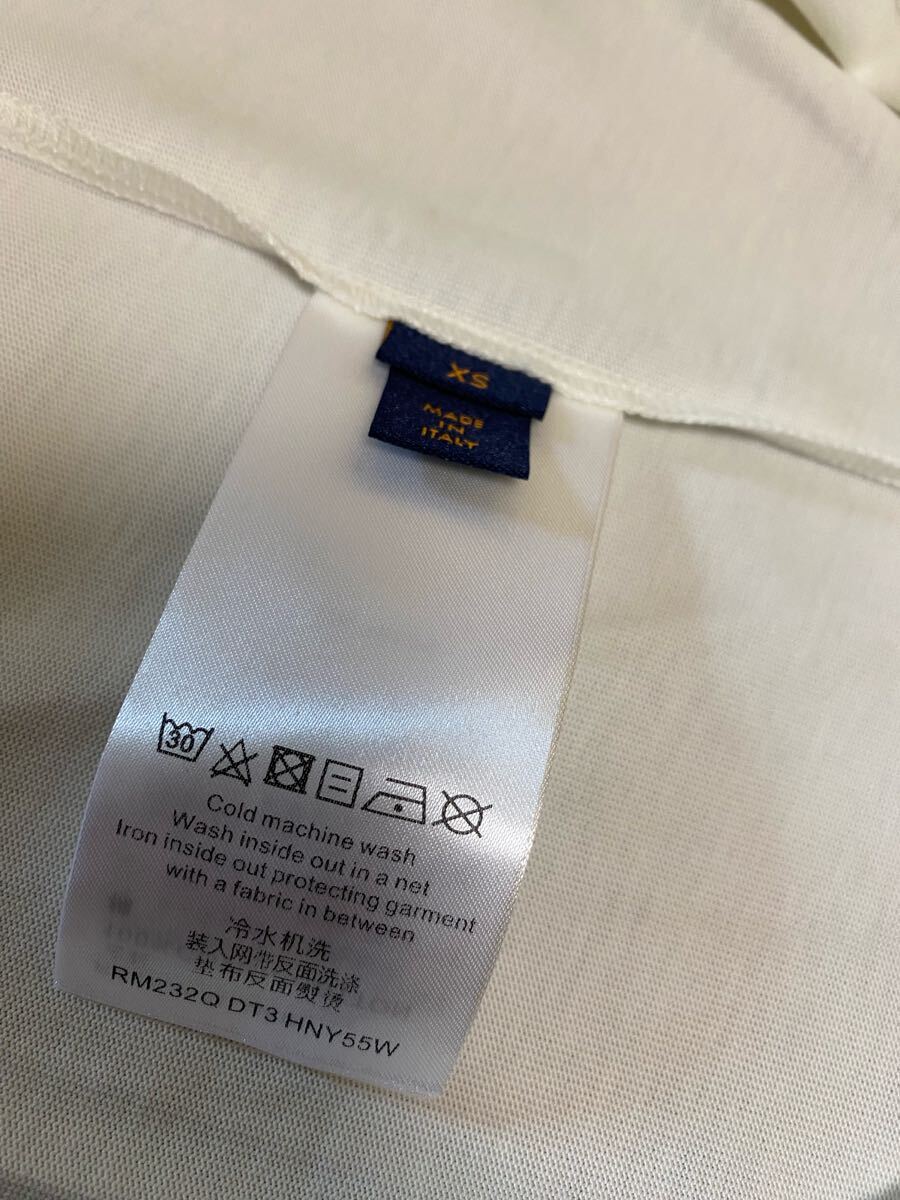 XS
MADE
IN
ITALY
30
Cold machine wash
Wash inside out in a net
Iron inside out protecting garment
with a fabric in between
冷水机洗
装入网带反面洗涤
垫布反面熨烫
RM232Q DT3 HNY55W